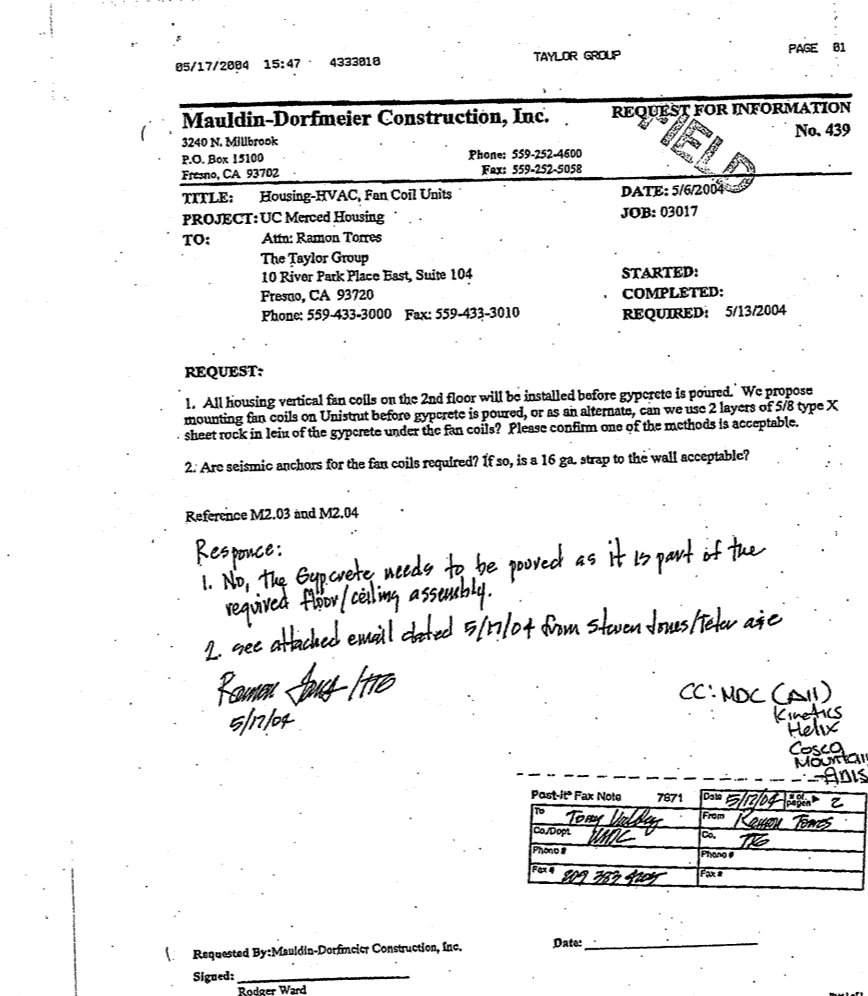 05/17/2004 15:47 4333010 TAYLOR GROUP PAGE 01
Mauldin-Dorfmeier Construction, Inc. REQUEST FOR INFORMATION
No. 439
FIELD
3240 N. Millbrook
P.O. Box 15100 Phone: 559-252-4600
Fresno, CA 93702 Fax: 559-252-5058
TITLE: Housing-HVAC, Fan Coil Units DATE: 5/6/2004
PROJECT: UC Merced Housing JOB: 03017
TO: Attn: Ramon Torres
The Taylor Group
10 River Park Place East, Suite 104 STARTED:
Fresno, CA 93720 COMPLETED:
Phone: 559-433-3000 Fax: 559-433-3010 REQUIRED: 5/13/2004
REQUEST:
1. All housing vertical fan coils on the 2nd floor will be installed before gypcrete is poured. We propose
mounting fan coils on Unistrut before gypcrete is poured, or as an alternate, can we use 2 layers of 5/8 type X
sheet rock in leiu of the gypcrete under the fan coils? Please confirm one of the methods is acceptable.
2. Are seismic anchors for the fan coils required? If so, is a 16 ga. strap to the wall acceptable?
Reference M2.03 and M2.04
Responce:
1. No, the Gypcrete needs to be poured as it is part of the
required floor/ceiling assembly.
2. see attached email dated 5/17/04 from Steven Jones/Teter a&e
Ramon Torres/TTG
5/17/04
CC: MDC (All)
Kinetics
Helix
Cosco
Mountain
ADIS
Post-it® Fax Note 7671 Date 5/17/04 # of pages ▶ 2
To Tony From Ramon Torres
Co./Dept. Co. TTG
Phone # Phone #
Fax # 209 383 Fax #
Requested By: Mauldin-Dorfmeier Construction, Inc. Date:
Signed:
Rodger Ward